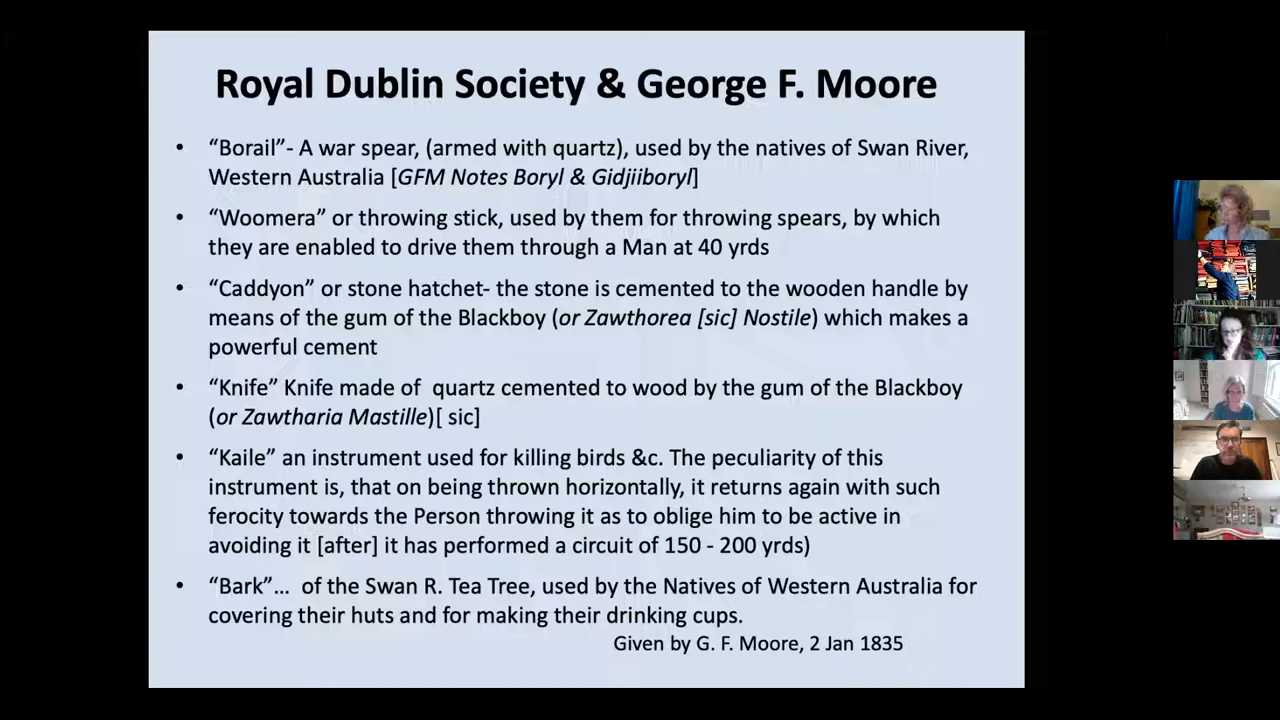 Royal Dublin Society & George F. Moore
• “Borail”- A war spear, (armed with quartz), used by the natives of Swan River,
Western Australia [GFM Notes Boryl & Gidjiiboryl]
• “Woomera” or throwing stick, used by them for throwing spears, by which
they are enabled to drive them through a Man at 40 yrds
• “Caddyon” or stone hatchet- the stone is cemented to the wooden handle by
means of the gum of the Blackboy (or Zawthorea [sic] Nostile) which makes a
powerful cement
• “Knife” Knife made of quartz cemented to wood by the gum of the Blackboy
(or Zawtharia Mastille)[ sic]
• “Kaile” an instrument used for killing birds &c. The peculiarity of this
instrument is, that on being thrown horizontally, it returns again with such
ferocity towards the Person throwing it as to oblige him to be active in
avoiding it [after] it has performed a circuit of 150 - 200 yrds)
• “Bark”… of the Swan R. Tea Tree, used by the Natives of Western Australia for
covering their huts and for making their drinking cups.
Given by G. F. Moore, 2 Jan 1835